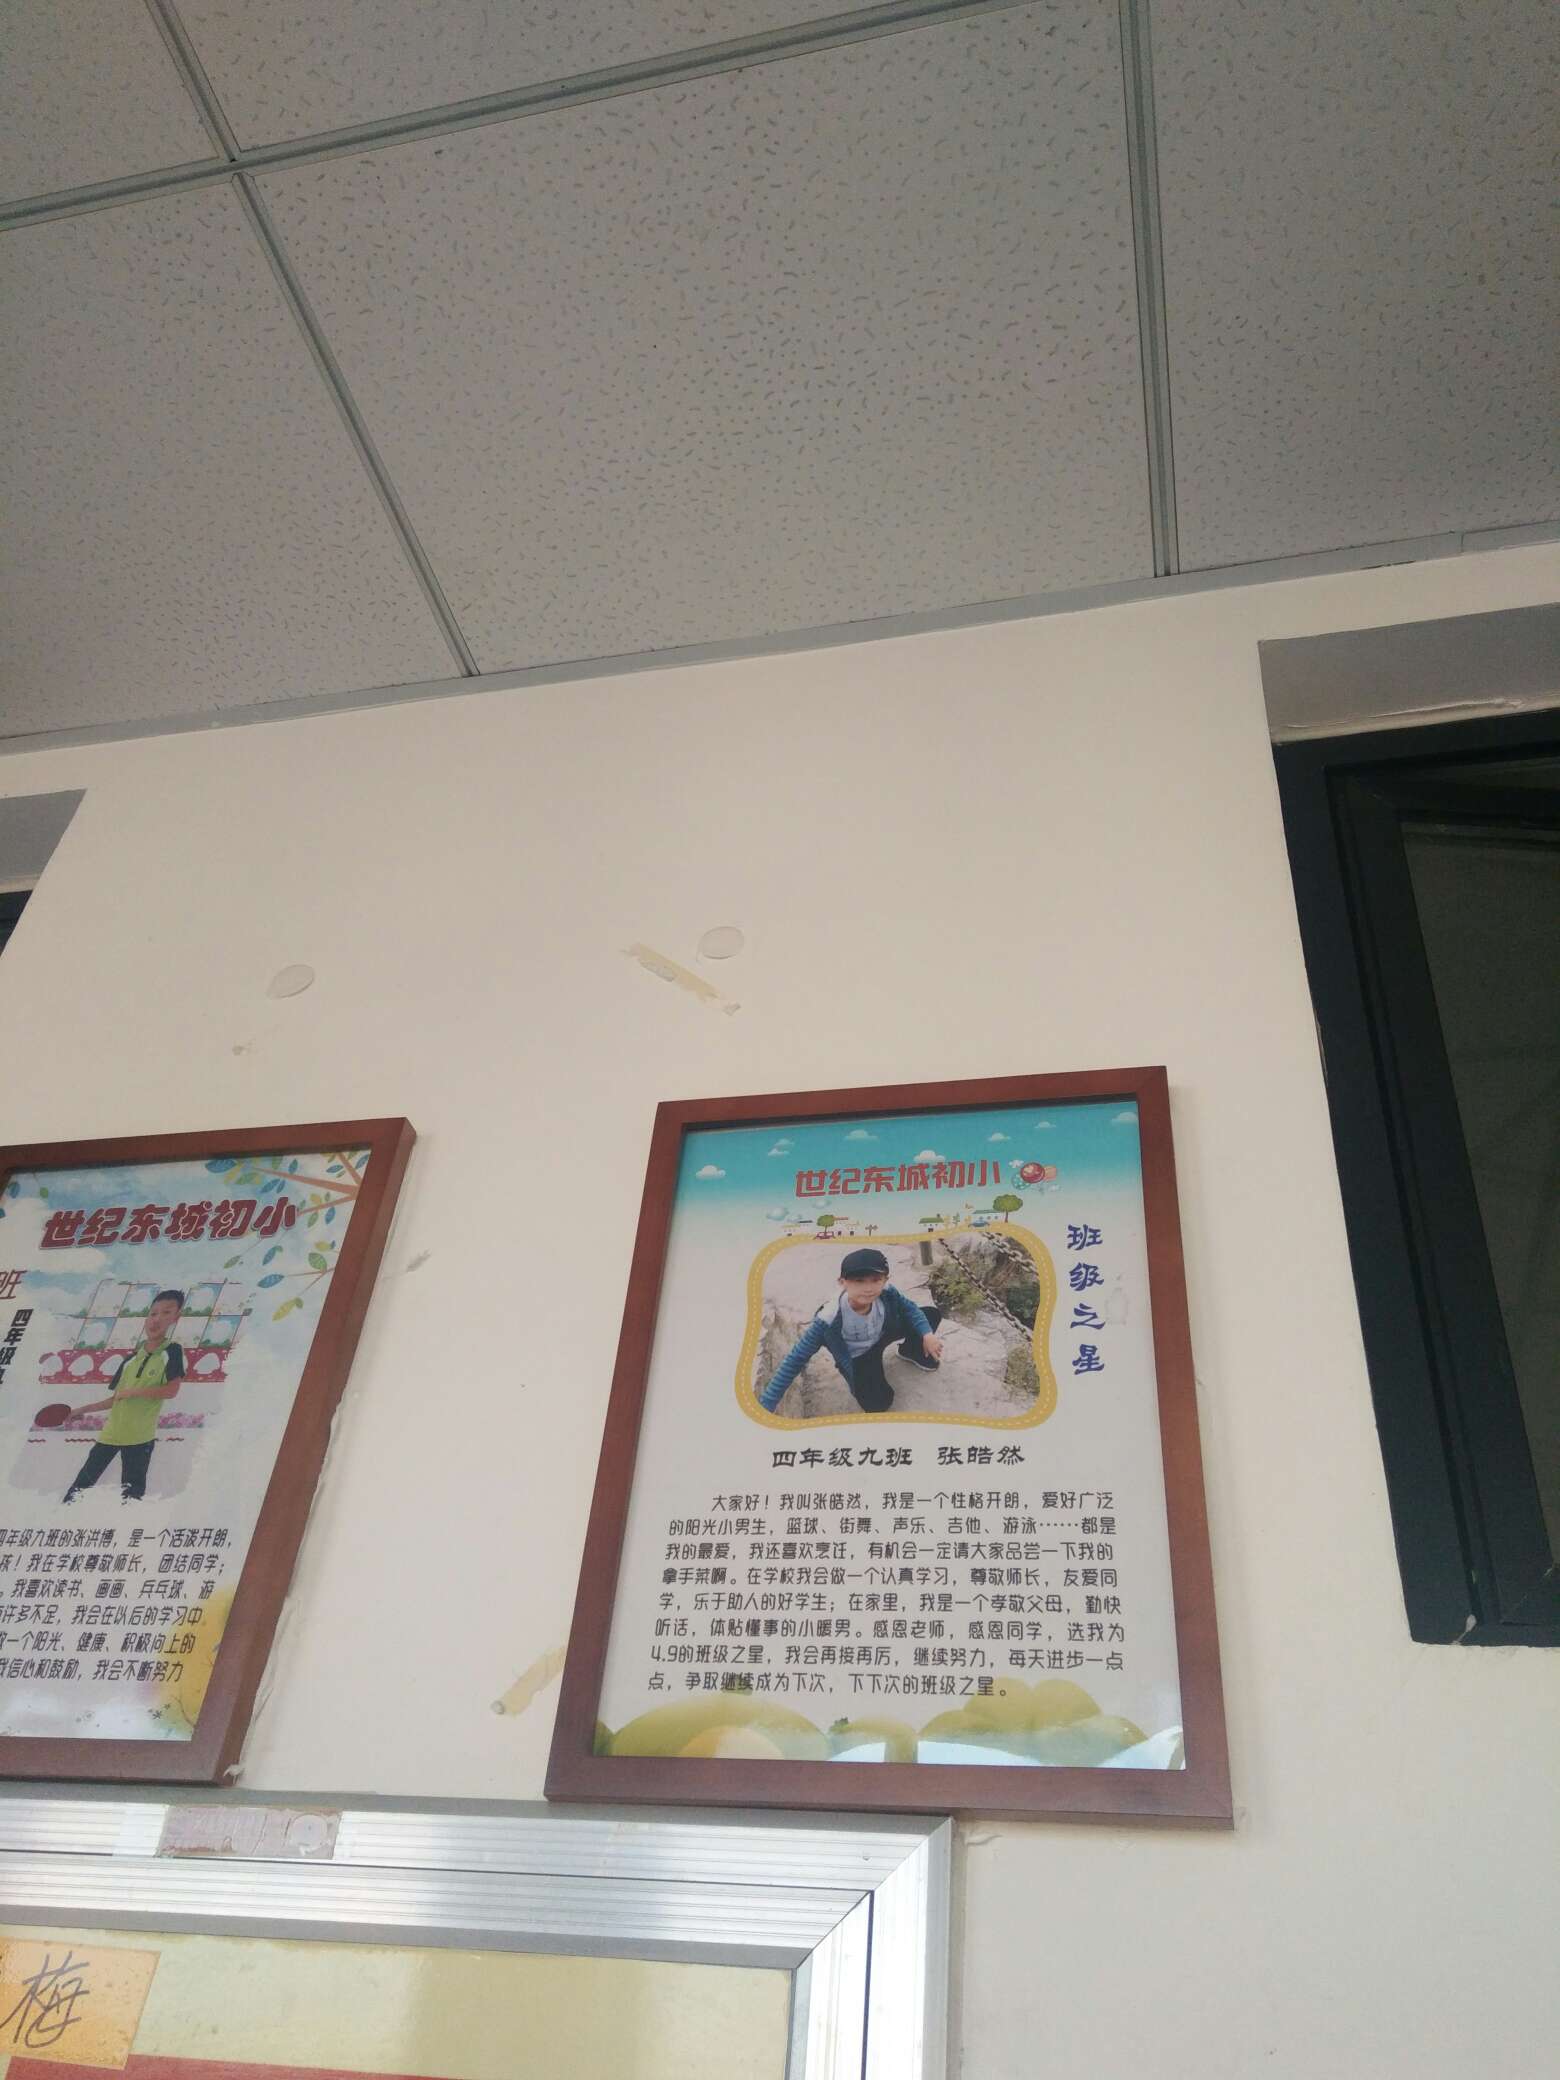 世纪东城初小
班
四年级九
四年级九班的张洪博，是一个活泼开朗，
孩！我在学校尊敬师长，团结同学；
。我喜欢读书、画画、乒乓球、游
许多不足，我会在以后的学习中
一个阳光、健康、积极向上的
我信心和鼓励，我会不断努力
世纪东城初小
班级之星
四年级九班 张皓然
大家好！我叫张皓然，我是一个性格开朗，爱好广泛
的阳光小男生，篮球、街舞、声乐、吉他、游泳……都是
我的最爱，我还喜欢烹饪，有机会一定请大家品尝一下我的
拿手菜啊。在学校我会做一个认真学习，尊敬师长，友爱同
学，乐于助人的好学生；在家里，我是一个孝敬父母，勤快
听话，体贴懂事的小暖男。感恩老师，感恩同学，选我为
4.9的班级之星，我会再接再厉，继续努力，每天进步一点
点，争取继续成为下次，下下次的班级之星。
梅